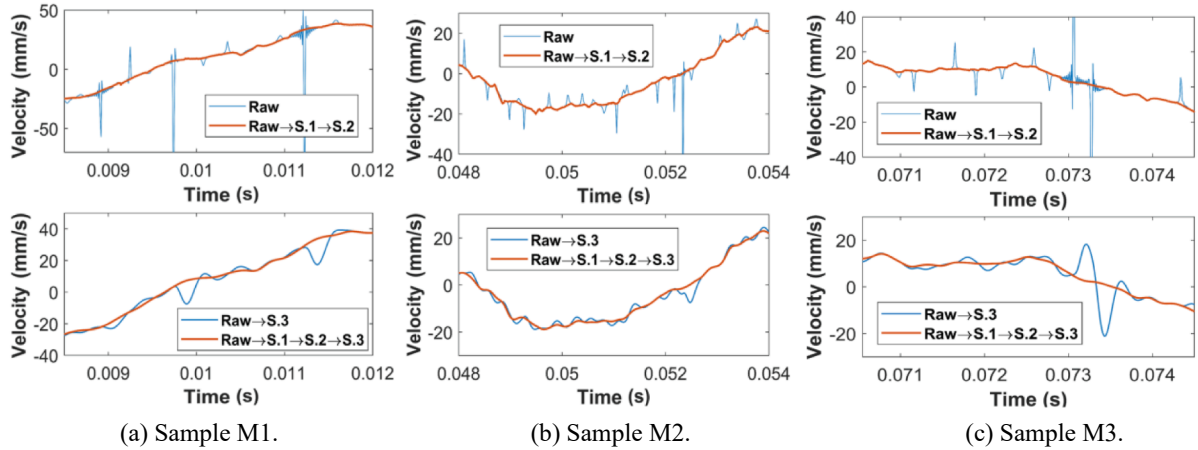 Velocity (mm/s)
50
0
-50
Raw
Raw→S.1→S.2
0.009 0.01 0.011 0.012
Time (s)
Velocity (mm/s)
20
0
-20
-40
Raw
Raw→S.1→S.2
0.048 0.05 0.052 0.054
Time (s)
Velocity (mm/s)
40
20
0
-20
-40
Raw
Raw→S.1→S.2
0.071 0.072 0.073 0.074
Time (s)
Velocity (mm/s)
40
20
0
-20
-40
Raw→S.3
Raw→S.1→S.2→S.3
0.009 0.01 0.011 0.012
Time (s)
Velocity (mm/s)
20
0
-20
Raw→S.3
Raw→S.1→S.2→S.3
0.048 0.05 0.052 0.054
Time (s)
Velocity (mm/s)
20
0
-20
Raw→S.3
Raw→S.1→S.2→S.3
0.071 0.072 0.073 0.074
Time (s)
(a) Sample M1.
(b) Sample M2.
(c) Sample M3.